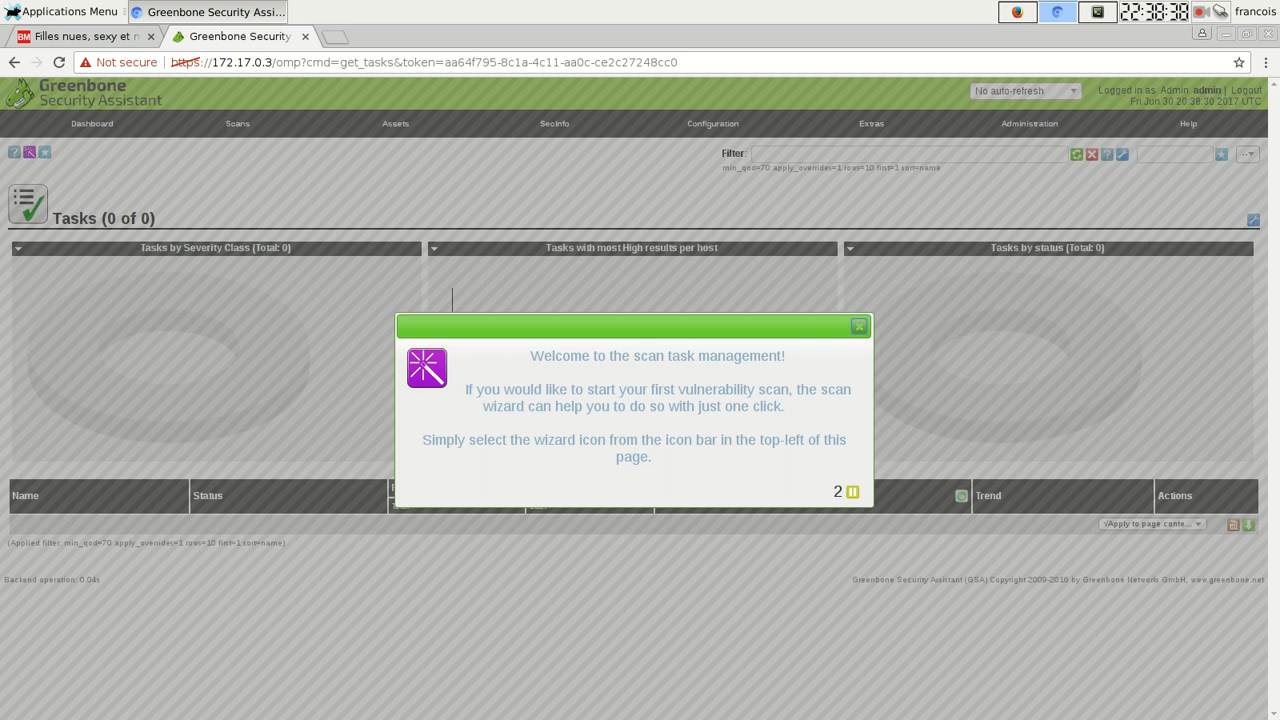 Applications Menu
Greenbone Security Assi...
22:38:38
francois
Filles nues, sexy et
Greenbone Security
Not secure | https://172.17.0.3/omp?cmd=get_tasks&token=aa64f795-8c1a-4c11-aa0c-ce2c27248cc0
Greenbone
Security Assistant
No auto-refresh
Logged in as Admin admin | Logout
Fri Jun 30 20:38:30 2017 UTC
Dashboard Scans Assets SecInfo Configuration Extras Administration Help
Filter:
min_qod=70 apply_overrides=1 rows=10 first=1 sort=name
--
Tasks (0 of 0)
Tasks by Severity Class (Total: 0)
Tasks with most High results per host
Tasks by status (Total: 0)
Welcome to the scan task management!
If you would like to start your first vulnerability scan, the scan
wizard can help you to do so with just one click.
Simply select the wizard icon from the icon bar in the top-left of this
page.
2
Name Status Trend Actions
√Apply to page conte...
(Applied filter: min_qod=70 apply_overrides=1 rows=10 first=1 sort=name)
Backend operation: 0.04s
Greenbone Security Assistant (GSA) Copyright 2009-2016 by Greenbone Networks GmbH, www.greenbone.net